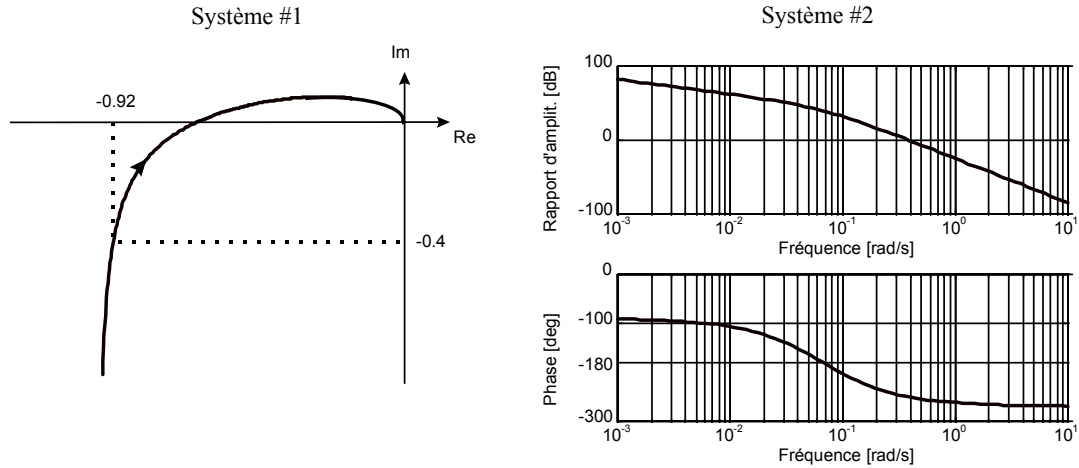 Système #1
Im
-0.92
Re
-0.4
Système #2
Rapport d'amplit. [dB]
100
0
-100
10^-3
10^-2
10^-1
10^0
10^1
Fréquence [rad/s]
Phase [deg]
0
-100
-180
-300
10^-3
10^-2
10^-1
10^0
10^1
Fréquence [rad/s]